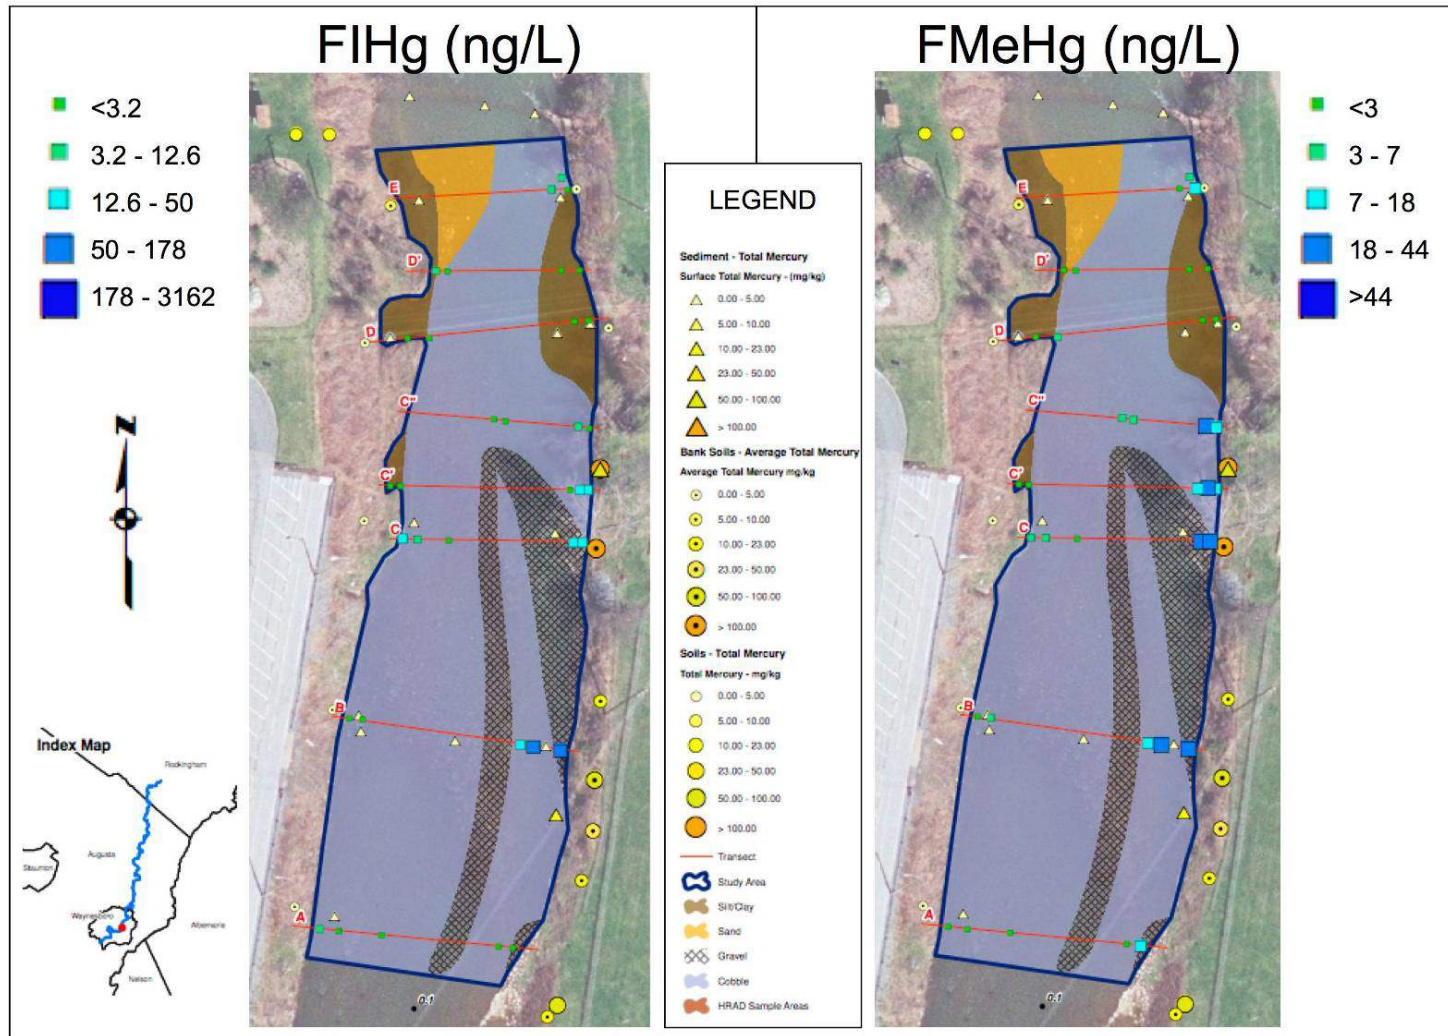 FIHg (ng/L)
FMeHg (ng/L)
<3.2
3.2 - 12.6
12.6 - 50
50 - 178
178 - 3162
<3
3 - 7
7 - 18
18 - 44
>44
LEGEND
Sediment - Total Mercury
Surface Total Mercury - (mg/kg)
0.00 - 5.00
5.00 - 10.00
10.00 - 23.00
23.00 - 50.00
50.00 - 100.00
> 100.00
Bank Soils - Average Total Mercury
Average Total Mercury mg/kg
0.00 - 5.00
5.00 - 10.00
10.00 - 23.00
23.00 - 50.00
50.00 - 100.00
> 100.00
Soils - Total Mercury
Total Mercury - mg/kg
0.00 - 5.00
5.00 - 10.00
10.00 - 23.00
23.00 - 50.00
50.00 - 100.00
> 100.00
Transect
Study Area
Silt/Clay
Sand
Gravel
Cobble
HRAD Sample Areas
E
D'
D
C"
C'
C
B
A
0.1
E
D'
D
C"
C'
C
B
A
0.1
N
Index Map
Rockingham
Augusta
Staunton
Waynesboro
Albemarle
Nelson